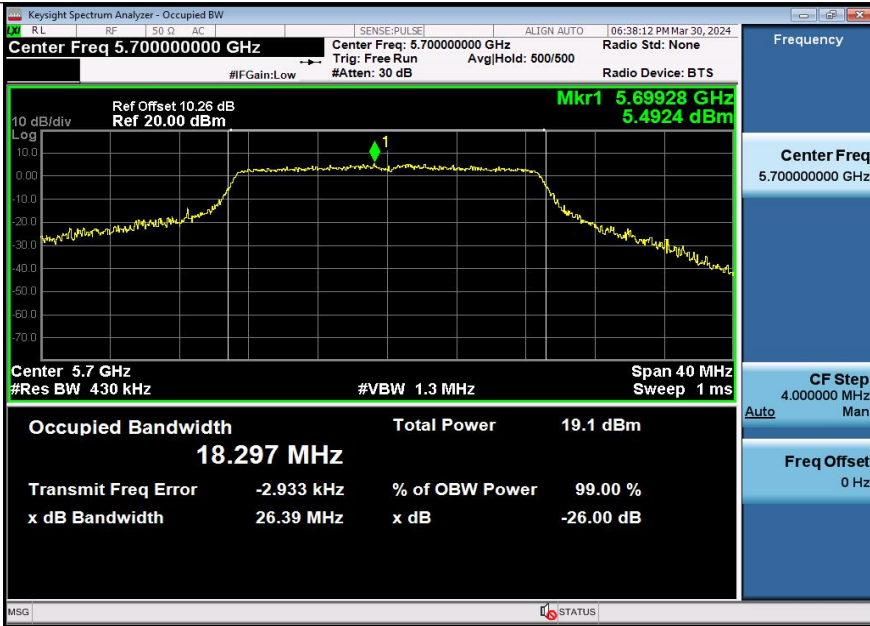 Keysight Spectrum Analyzer - Occupied BW
LXI RL RF 50 Ω AC SENSE:PULSE ALIGN AUTO 06:38:12 PM Mar 30, 2024
Center Freq 5.700000000 GHz Center Freq: 5.700000000 GHz Radio Std: None Frequency
Trig: Free Run Avg|Hold: 500/500
#IFGain:Low #Atten: 30 dB Radio Device: BTS
Ref Offset 10.26 dB Mkr1 5.69928 GHz
10 dB/div Ref 20.00 dBm 5.4924 dBm
Log
1
10.0
0.00
-10.0
-20.0
-30.0
-40.0
-50.0
-60.0
-70.0
Center Freq
5.700000000 GHz
Center 5.7 GHz Span 40 MHz
#Res BW 430 kHz #VBW 1.3 MHz Sweep 1 ms
CF Step
4.000000 MHz
Auto Man
Occupied Bandwidth Total Power 19.1 dBm
18.297 MHz
Transmit Freq Error -2.933 kHz % of OBW Power 99.00 %
x dB Bandwidth 26.39 MHz x dB -26.00 dB
Freq Offset
0 Hz
MSG STATUS